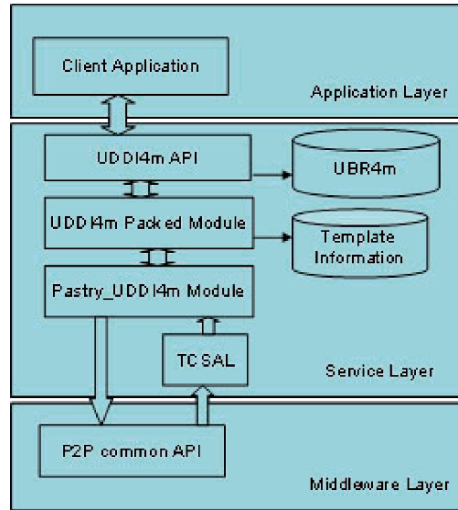 Client Application
Application Layer
UDDI4m API
UBR4m
UDDI4m Packed Module
Template
Information
Pastry_UDDI4m Module
TCSAL
Service Layer
P2P common API
Middleware Layer